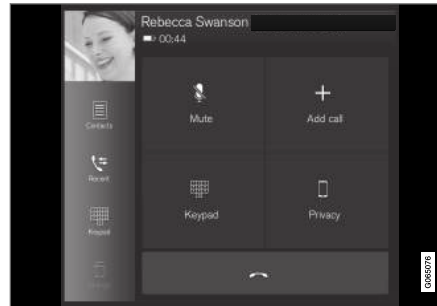 Rebecca Swanson
00:44
Contacts
Recent
Keypad
Mute
Add call
Keypad
Privacy
G065076